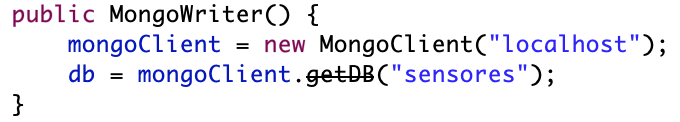 public MongoWriter() {
    mongoClient = new MongoClient("localhost");
    db = mongoClient.getDB("sensores");
}